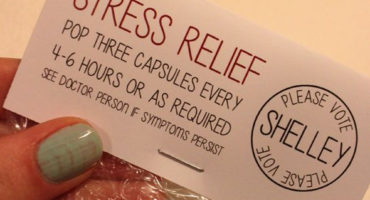 STRESS RELIEF
POP THREE CAPSULES EVERY
4-6 HOURS OR AS REQUIRED
SEE DOCTOR PERSON IF SYMPTOMS PERSIST
PLEASE VOTE
SHELLEY
PLEASE VOTE